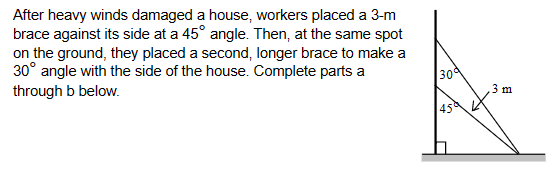 After heavy winds damaged a house, workers placed a 3-m
brace against its side at a 45° angle. Then, at the same spot
on the ground, they placed a second, longer brace to make a
30° angle with the side of the house. Complete parts a
through b below.
30°
3 m
45°